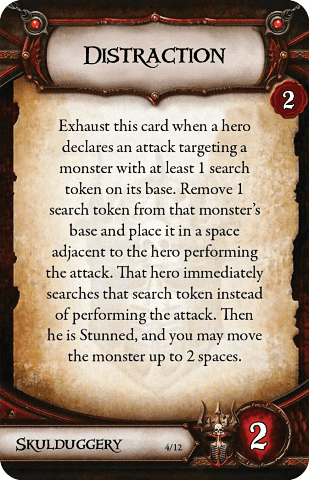 Distraction
2
Exhaust this card when a hero
declares an attack targeting a
monster with at least 1 search
token on its base. Remove 1
search token from that monster’s
base and place it in a space
adjacent to the hero performing
the attack. That hero immediately
searches that search token instead
of performing the attack. Then
he is Stunned, and you may move
the monster up to 2 spaces.
Skulduggery
4/12
2